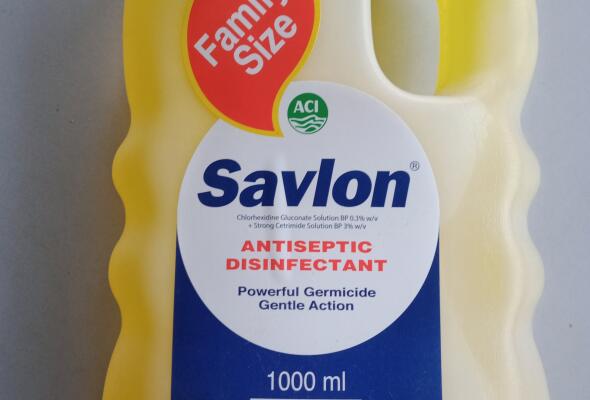 Family
Size
ACI
Savlon®
Chlorhexidine Gluconate Solution BP 0.3% w/v
+ Strong Cetrimide Solution BP 3% w/v
ANTISEPTIC
DISINFECTANT
Powerful Germicide
Gentle Action
1000 ml